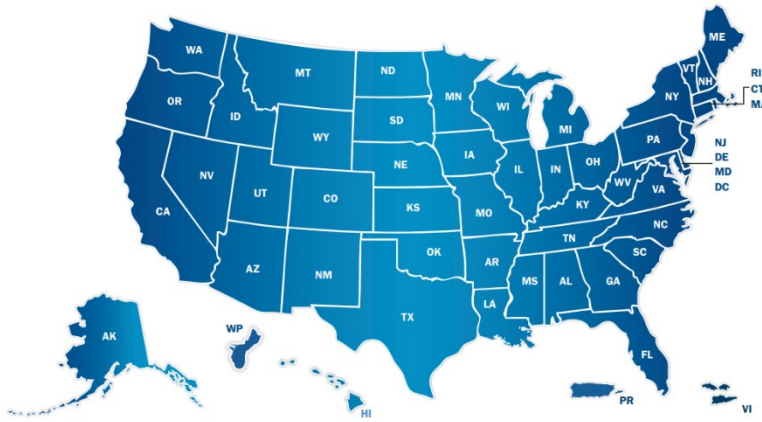 WA
MT
ND
MN
ME
VT
NH
RI
CT
MA
OR
ID
SD
WI
MI
NY
WY
NE
IA
PA
NJ
DE
MD
DC
NV
UT
CO
KS
IL
IN
OH
WV
VA
CA
MO
KY
NC
TN
SC
AZ
NM
OK
AR
MS
AL
GA
TX
LA
FL
AK
WP
HI
PR
VI